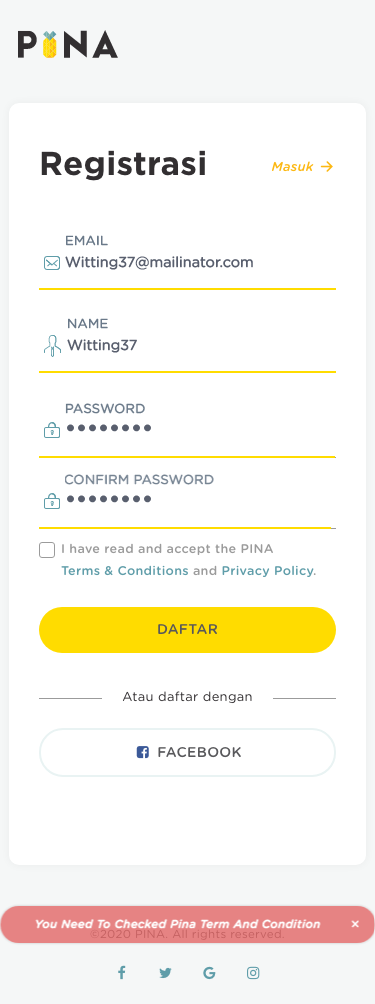 PINA
Registrasi
Masuk →
EMAIL
Witting37@mailinator.com
NAME
Witting37
PASSWORD
••••••••
CONFIRM PASSWORD
••••••••
I have read and accept the PINA
Terms & Conditions and Privacy Policy.
DAFTAR
Atau daftar dengan
FACEBOOK
You Need To Checked Pina Term And Condition ×
©2020 PINA. All rights reserved.